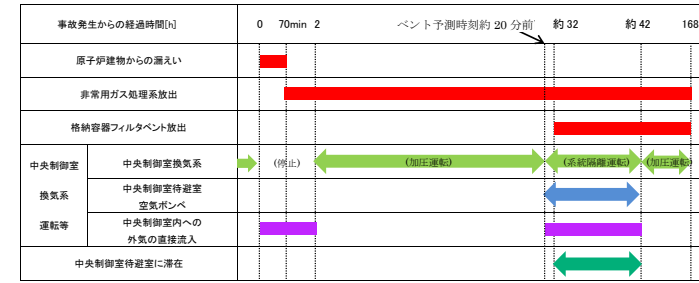 事故発生からの経過時間[h] 0 70min 2 ベント予測時刻約 20 分前 約 32 約 42 168
原子炉建物からの漏えい
非常用ガス処理系放出
格納容器フィルタベント放出
中央制御室
換気系
運転等
中央制御室換気系 (停止) (加圧運転) (系統隔離運転) (加圧運転)
中央制御室待避室
空気ボンベ
中央制御室内への
外気の直接流入
中央制御室待避室に滞在